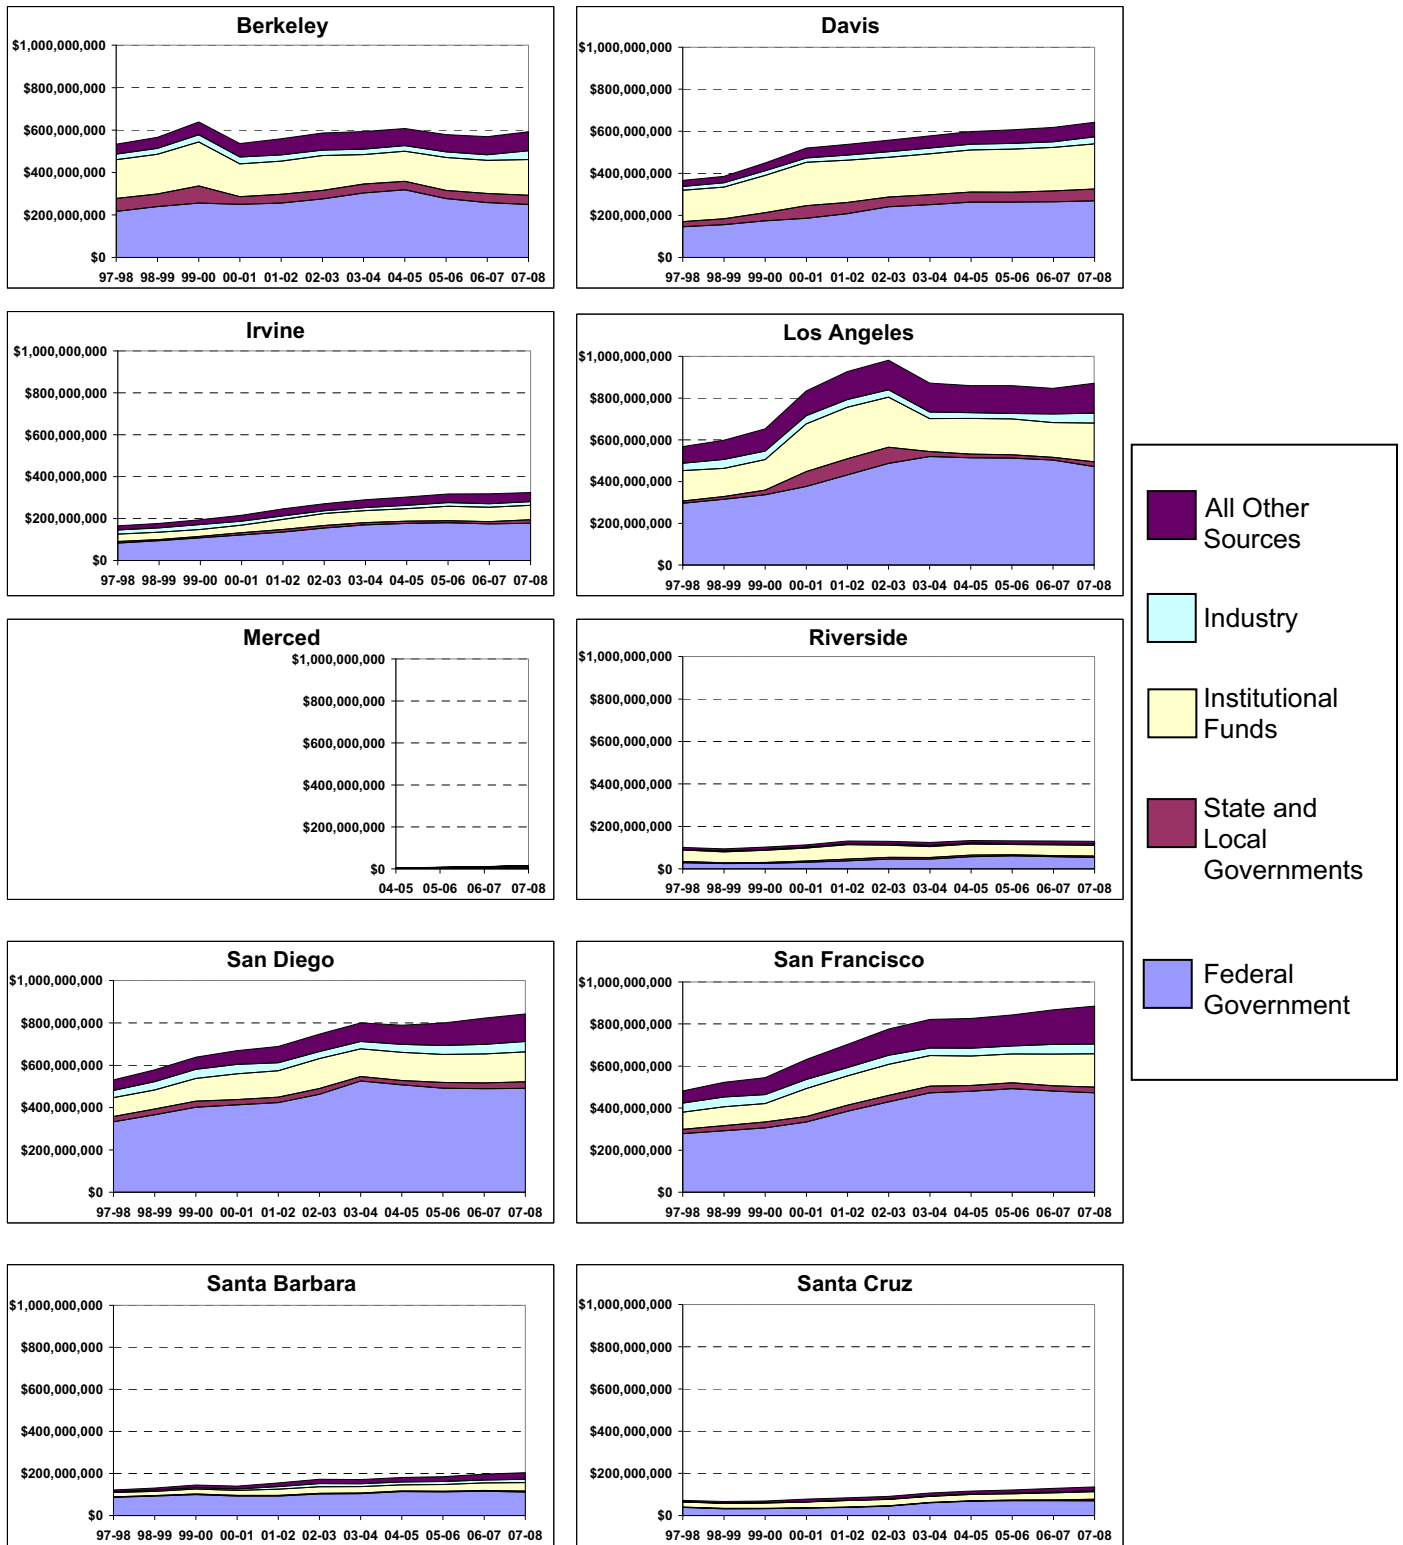 Berkeley
$1,000,000,000
$800,000,000
$600,000,000
$400,000,000
$200,000,000
$0
97-98 98-99 99-00 00-01 01-02 02-03 03-04 04-05 05-06 06-07 07-08
Davis
$1,000,000,000
$800,000,000
$600,000,000
$400,000,000
$200,000,000
$0
97-98 98-99 99-00 00-01 01-02 02-03 03-04 04-05 05-06 06-07 07-08
Irvine
$1,000,000,000
$800,000,000
$600,000,000
$400,000,000
$200,000,000
$0
97-98 98-99 99-00 00-01 01-02 02-03 03-04 04-05 05-06 06-07 07-08
Los Angeles
$1,000,000,000
$800,000,000
$600,000,000
$400,000,000
$200,000,000
$0
97-98 98-99 99-00 00-01 01-02 02-03 03-04 04-05 05-06 06-07 07-08
Merced
$1,000,000,000
$800,000,000
$600,000,000
$400,000,000
$200,000,000
$0
04-05 05-06 06-07 07-08
Riverside
$1,000,000,000
$800,000,000
$600,000,000
$400,000,000
$200,000,000
$0
97-98 98-99 99-00 00-01 01-02 02-03 03-04 04-05 05-06 06-07 07-08
All Other
Sources
Industry
Institutional
Funds
State and
Local
Governments
Federal
Government
San Diego
$1,000,000,000
$800,000,000
$600,000,000
$400,000,000
$200,000,000
$0
97-98 98-99 99-00 00-01 01-02 02-03 03-04 04-05 05-06 06-07 07-08
San Francisco
$1,000,000,000
$800,000,000
$600,000,000
$400,000,000
$200,000,000
$0
97-98 98-99 99-00 00-01 01-02 02-03 03-04 04-05 05-06 06-07 07-08
Santa Barbara
$1,000,000,000
$800,000,000
$600,000,000
$400,000,000
$200,000,000
$0
97-98 98-99 99-00 00-01 01-02 02-03 03-04 04-05 05-06 06-07 07-08
Santa Cruz
$1,000,000,000
$800,000,000
$600,000,000
$400,000,000
$200,000,000
$0
97-98 98-99 99-00 00-01 01-02 02-03 03-04 04-05 05-06 06-07 07-08